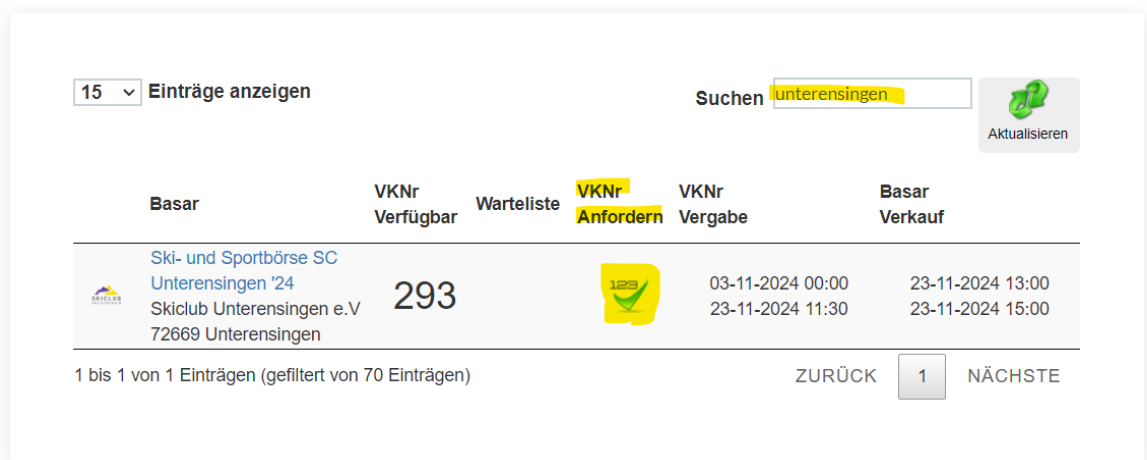 15 Einträge anzeigen
Suchen unterensingen
Aktualisieren
Basar
VKNr
Verfügbar
Warteliste
VKNr
Anfordern
VKNr
Vergabe
Basar
Verkauf
SKICLUB
Ski- und Sportbörse SC
Unterensingen '24
Skiclub Unterensingen e.V
72669 Unterensingen
293
123
03-11-2024 00:00
23-11-2024 11:30
23-11-2024 13:00
23-11-2024 15:00
1 bis 1 von 1 Einträgen (gefiltert von 70 Einträgen)
ZURÜCK 1 NÄCHSTE